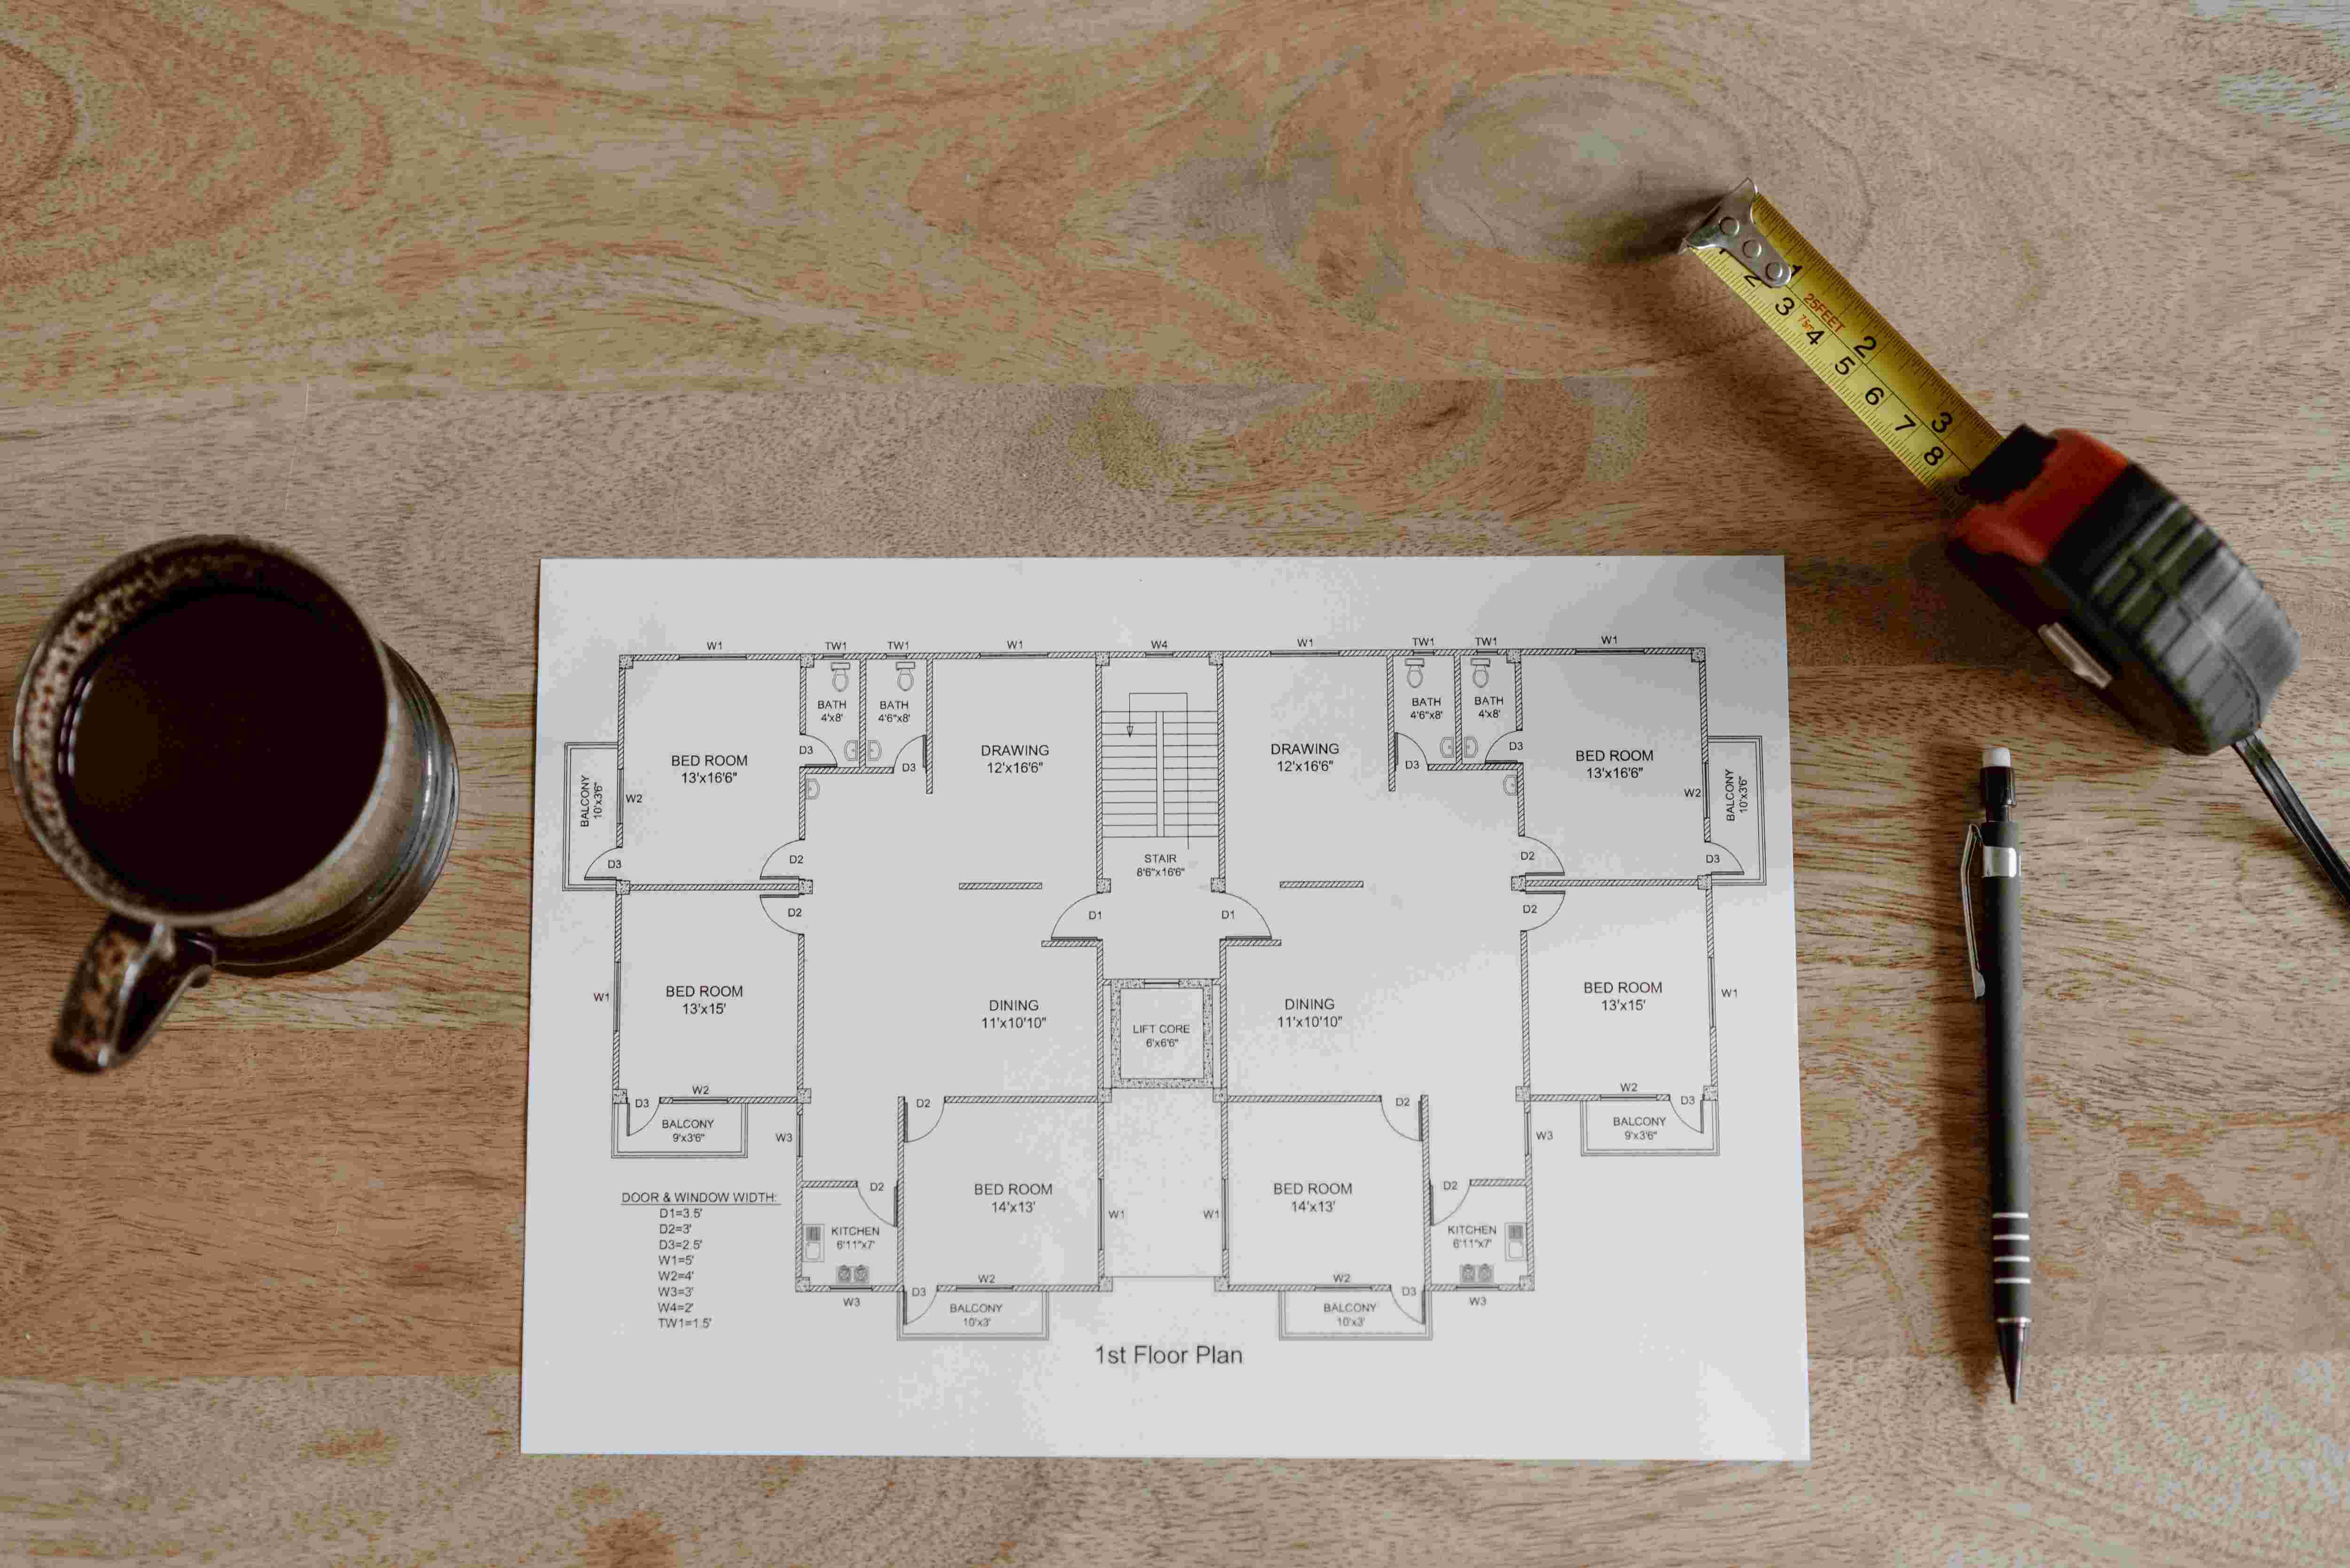 1
2
25FEET
3
75m
4
2
5
6
3
7
8
W1
TW1
TW1
W1
W4
W1
TW1
TW1
W1
BATH
4'x8'
BATH
4'6"x8'
BATH
4'6"x8'
BATH
4'x8'
D3
D3
D3
D3
BED ROOM
13'x16'6"
DRAWING
12'x16'6"
DRAWING
12'x16'6"
BED ROOM
13'x16'6"
BALCONY
10'x3'6"
W2
W2
BALCONY
10'x3'6"
D3
D2
STAIR
8'6"x16'6"
D2
D3
D2
D1
D1
D2
W1
BED ROOM
13'x15'
DINING
11'x10'10"
LIFT CORE
6'x6'6"
DINING
11'x10'10"
BED ROOM
13'x15'
W1
W2
D3
D2
D2
W2
D3
BALCONY
9'x3'6"
W3
W3
BALCONY
9'x3'6"
D2
BED ROOM
14'x13'
W1
W1
BED ROOM
14'x13'
D2
KITCHEN
6'11"x7'
KITCHEN
6'11"x7'
W3
D3
W2
W2
D3
W3
BALCONY
10'x3'
BALCONY
10'x3'
DOOR & WINDOW WIDTH:
D1=3.5'
D2=3'
D3=2.5'
W1=5'
W2=4'
W3=3'
W4=2'
TW1=1.5'
1st Floor Plan